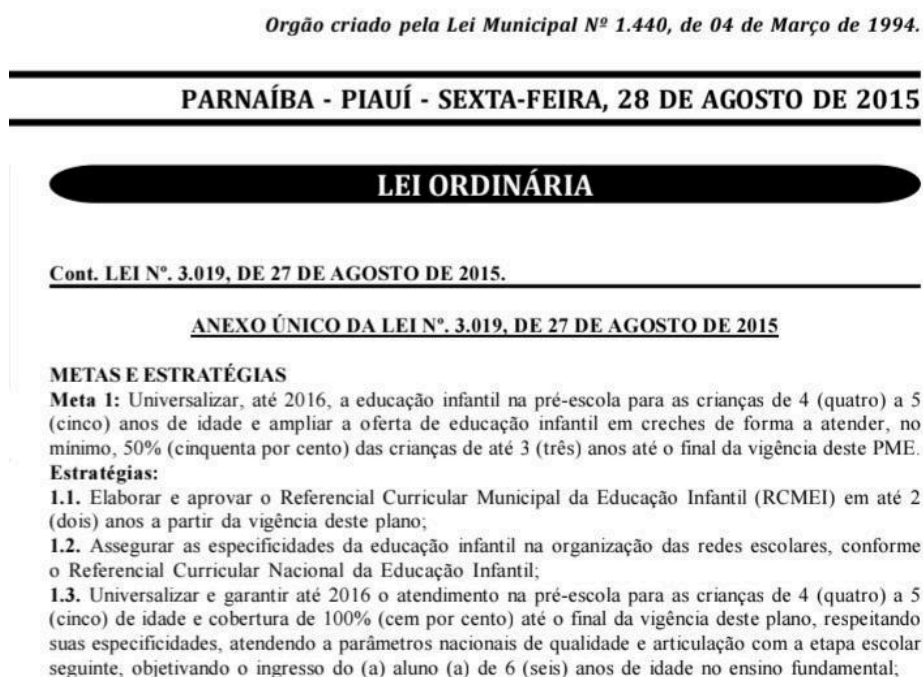 Orgão criado pela Lei Municipal Nº 1.440, de 04 de Março de 1994.
PARNAÍBA - PIAUÍ - SEXTA-FEIRA, 28 DE AGOSTO DE 2015
LEI ORDINÁRIA
Cont. LEI Nº. 3.019, DE 27 DE AGOSTO DE 2015.
ANEXO ÚNICO DA LEI Nº. 3.019, DE 27 DE AGOSTO DE 2015
METAS E ESTRATÉGIAS
Meta 1: Universalizar, até 2016, a educação infantil na pré-escola para as crianças de 4 (quatro) a 5
(cinco) anos de idade e ampliar a oferta de educação infantil em creches de forma a atender, no
mínimo, 50% (cinquenta por cento) das crianças de até 3 (três) anos até o final da vigência deste PME.
Estratégias:
1.1. Elaborar e aprovar o Referencial Curricular Municipal da Educação Infantil (RCMEI) em até 2
(dois) anos a partir da vigência deste plano;
1.2. Assegurar as especificidades da educação infantil na organização das redes escolares, conforme
o Referencial Curricular Nacional da Educação Infantil;
1.3. Universalizar e garantir até 2016 o atendimento na pré-escola para as crianças de 4 (quatro) a 5
(cinco) de idade e cobertura de 100% (cem por cento) até o final da vigência deste plano, respeitando
suas especificidades, atendendo a parâmetros nacionais de qualidade e articulação com a etapa escolar
seguinte, objetivando o ingresso do (a) aluno (a) de 6 (seis) anos de idade no ensino fundamental;